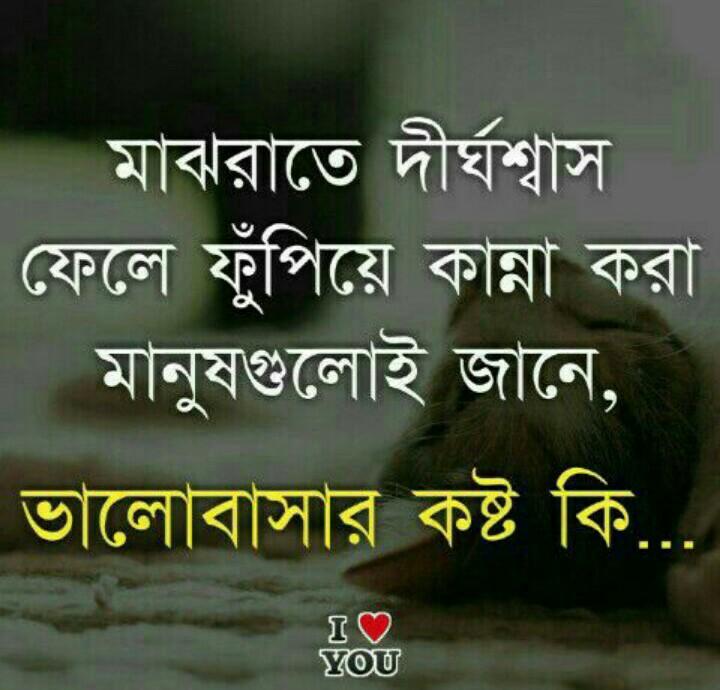 মাঝরাতে দীর্ঘশ্বাস
ফেলে ফুঁপিয়ে কান্না করা
মানুষগুলোই জানে,
ভালোবাসার কষ্ট কি...
I ❤
YOU